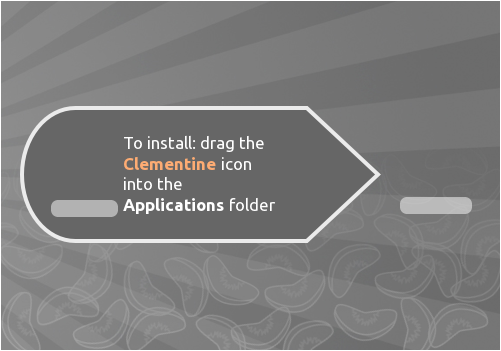 To install: drag the
Clementine icon
into the
Applications folder